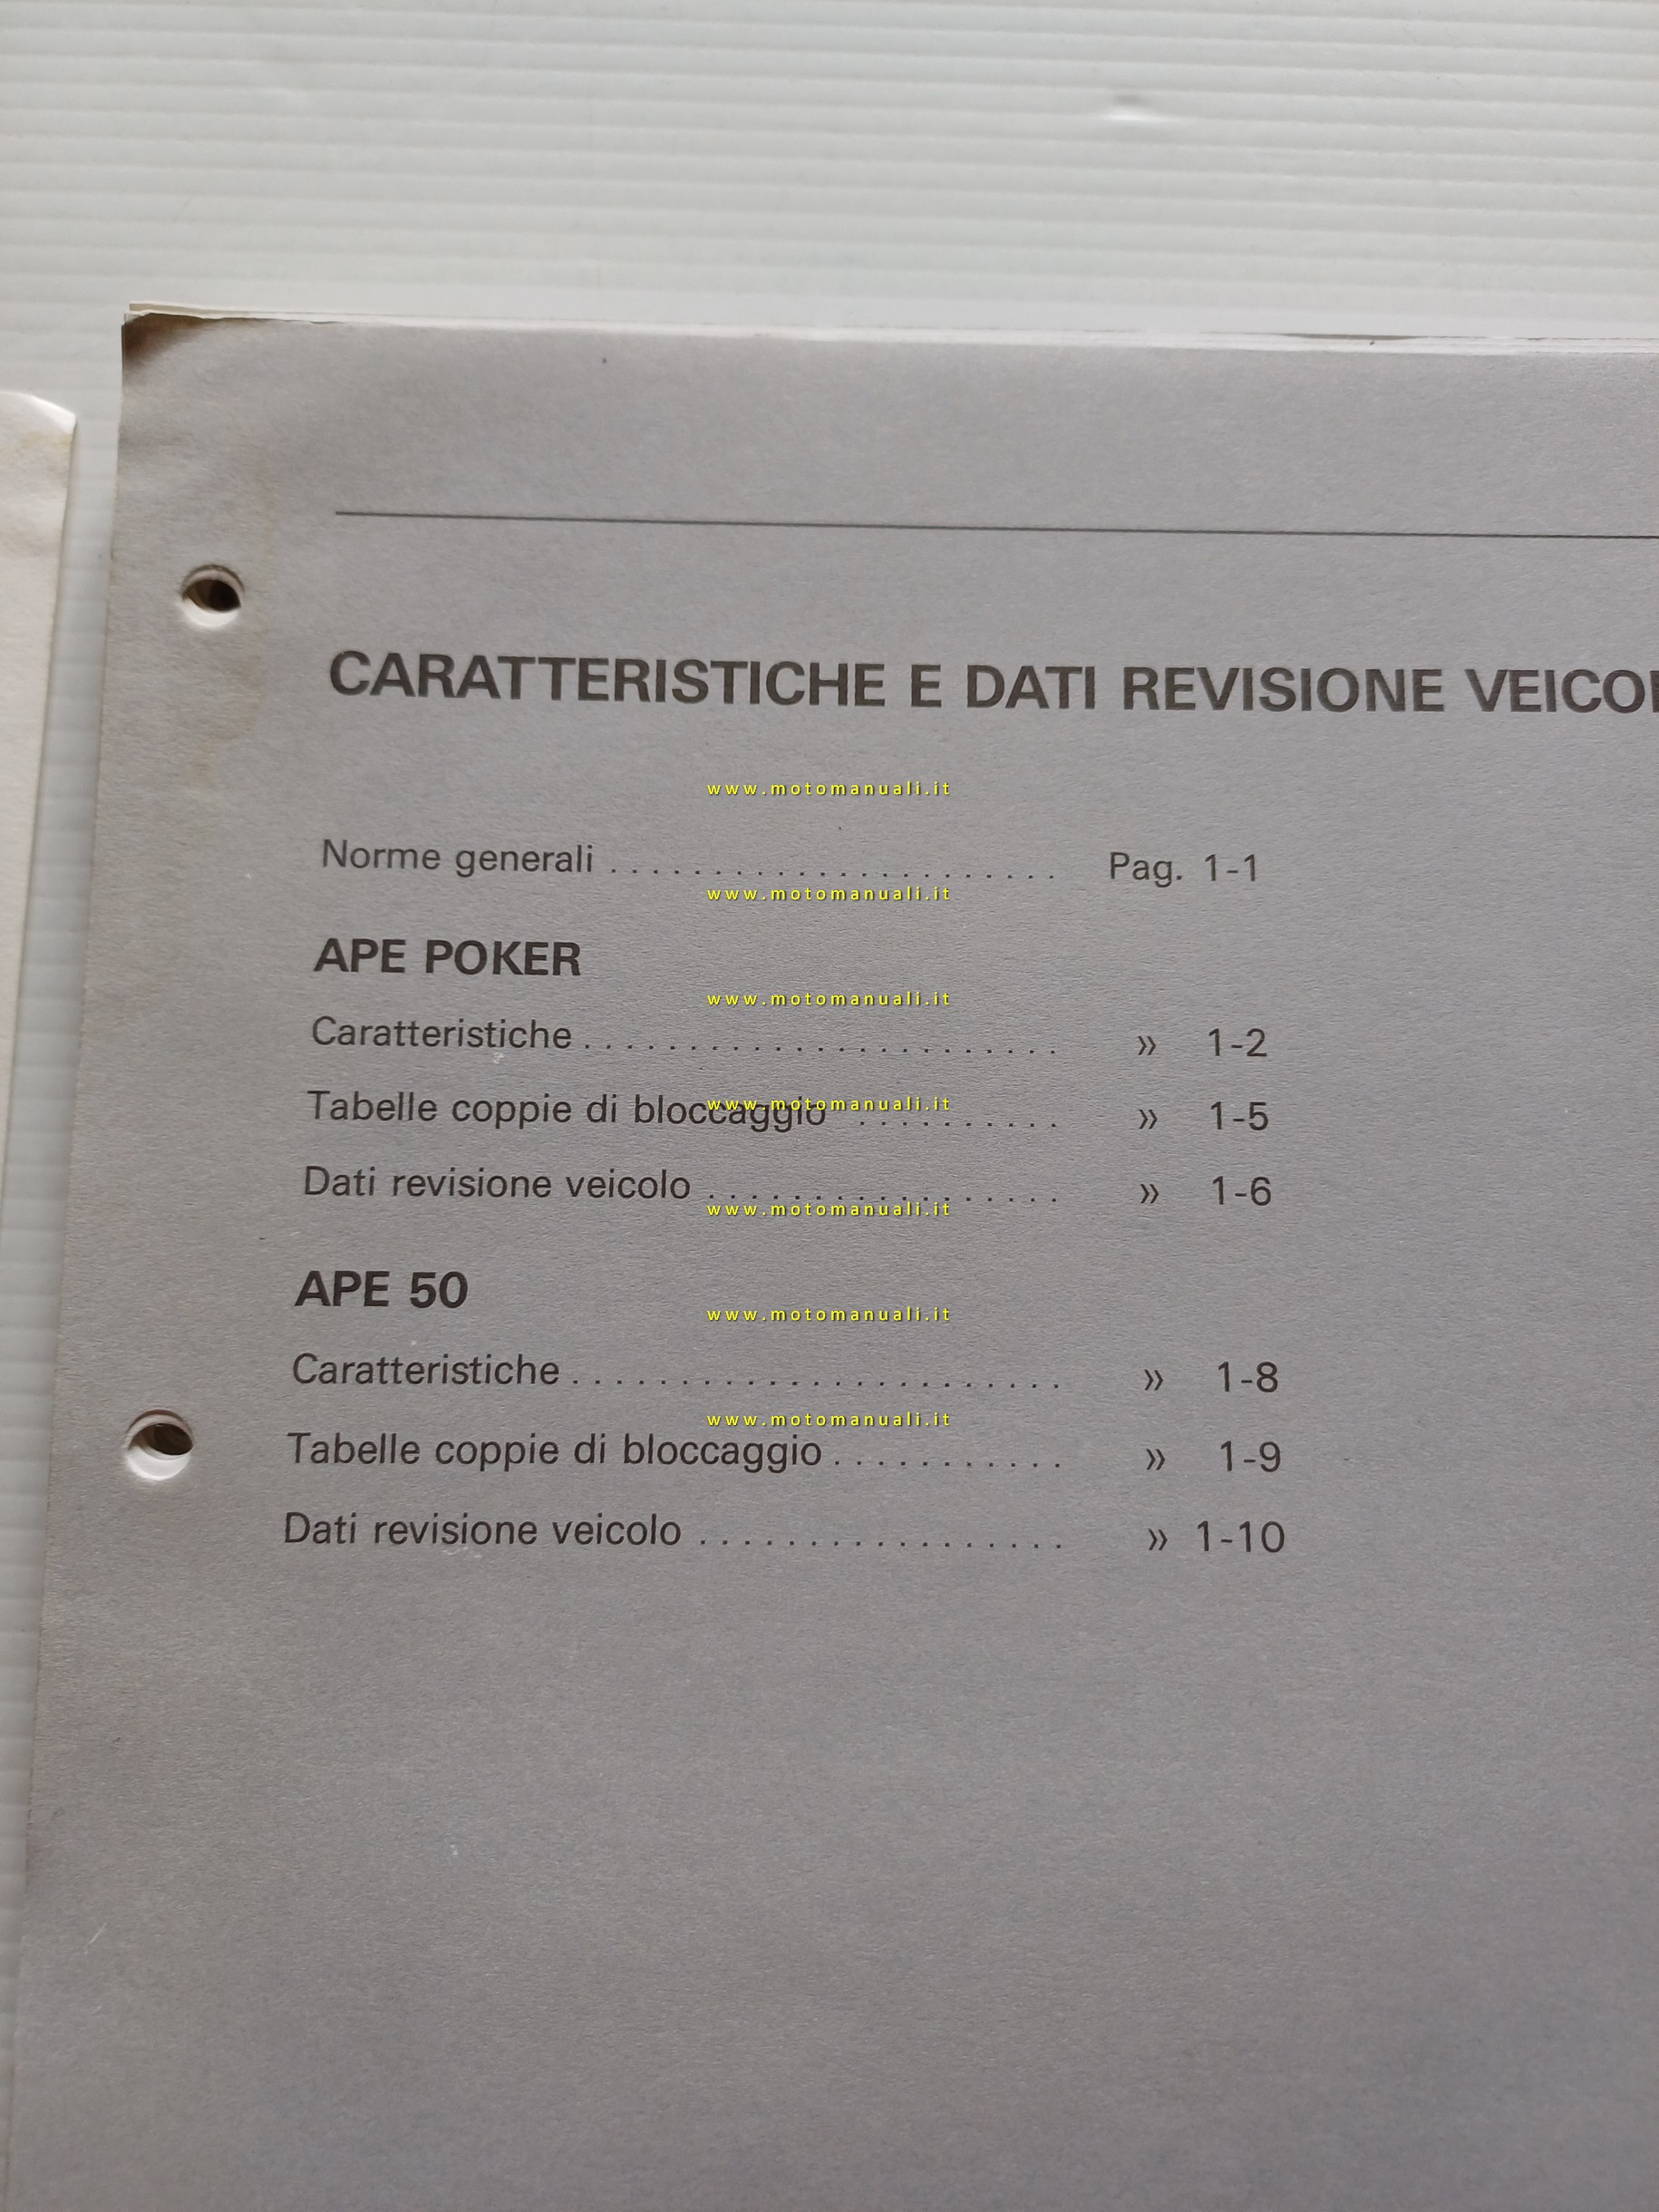 CARATTERISTICHE E DATI REVISIONE
www.motomanuali.it
Norme generali ...................... Pag. 1-1
www.motomanuali.it
APE POKER
www.motomanuali.it
Caratteristiche ...................... » 1-2
www.motomanuali.it
Tabelle coppie di bloccaggio .......... » 1-5
Dati revisione veicolo ................. » 1-6
www.motomanuali.it
APE 50
www.motomanuali.it
Caratteristiche ...................... » 1-8
www.motomanuali.it
Tabelle coppie di bloccaggio ........... » 1-9
Dati revisione veicolo ................. » 1-10